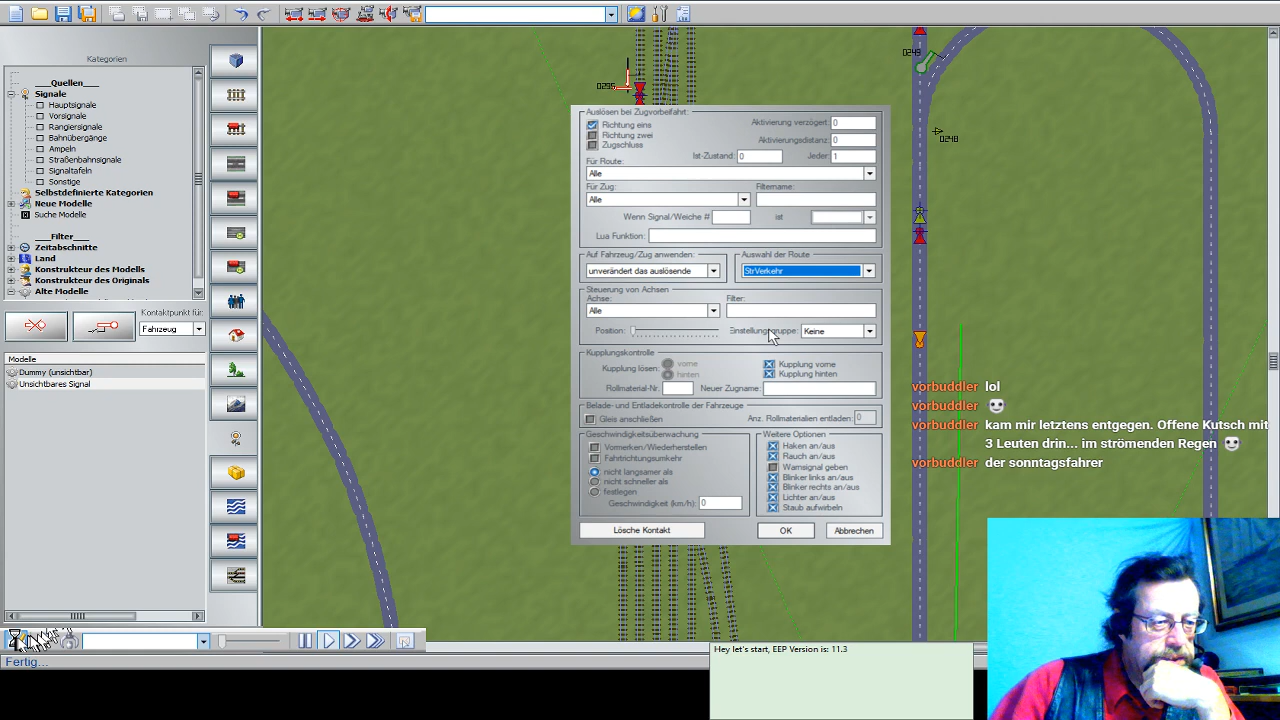 Kategorien
___Quellen___
Signale
Hauptsignale
Vorsignale
Rangiersignale
Bahnübergänge
Ampeln
Straßenbahnsignale
Signaltafeln
Sonstige
Selbstdefinierte Kategorien
Neue Modelle
Suche Modelle
___Filter___
Zeitabschnitte
Land
Konstrukteur des Modells
Konstrukteur des Originals
Alte Modelle
Kontaktpunkt für:
Fahrzeug
Modelle
Dummy (unsichtbar)
Unsichtbares Signal
Fertig...
0295
0248
Auslösen bei Zugvorbeifahrt:
Richtung eins
Aktivierung verzögert: 0
Richtung zwei
Aktivierungsdistanz: 0
Zugschluss
Ist-Zustand: 0
Jeder: 1
Für Route:
Alle
Für Zug:
Filtername:
Alle
Wenn Signal/Weiche #
ist
Lua Funktion:
Auf Fahrzeug/Zug anwenden:
Auswahl der Route
unverändert das auslösende
StrVerkehr
Steuerung von Achsen
Achse:
Filter:
Alle
Position:
Einstellungsgruppe: Keine
Kupplungskontrolle
Kupplung lösen: vorne
hinten
Kupplung vorne
Kupplung hinten
Rollmaterial-Nr.
Neuer Zugname:
Belade- und Entladekontrolle der Fahrzeuge
Gleis anschließen
Anz. Rollmaterialien entladen: 0
Geschwindigkeitsüberwachung
Vormerken/Wiederherstellen
Fahrtrichtungsumkehr
nicht langsamer als
nicht schneller als
festlegen
Geschwindigkeit (km/h): 0
Weitere Optionen
Haken an/aus
Rauch an/aus
Warnsignal geben
Blinker links an/aus
Blinker rechts an/aus
Lichter an/aus
Staub aufwirbeln
Lösche Kontakt
OK
Abbrechen
vorbuddler lol
vorbuddler
vorbuddler kam mir letztens entgegen. Offene Kutsch mit
3 Leuten drin... im strömenden Regen
vorbuddler der sonntagsfahrer
Hey let's start, EEP Version is: 11.3